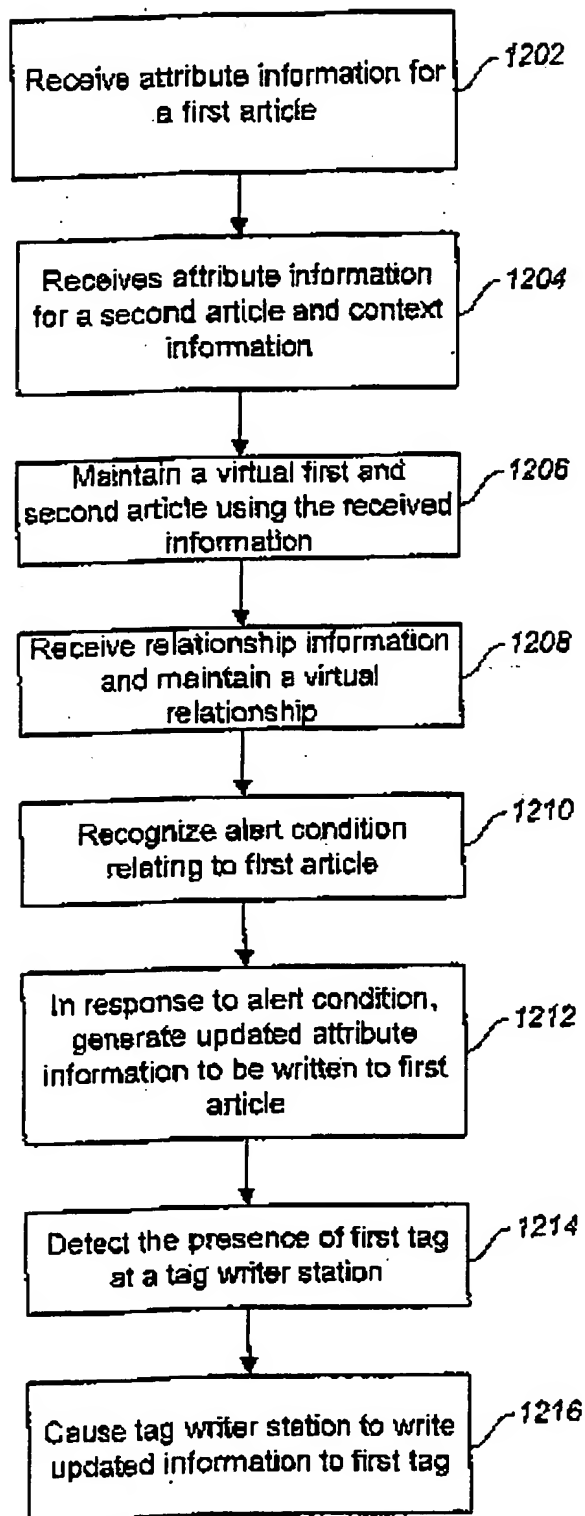 Receive attribute information for
a first article
1202
Receives attribute information
for a second article and context
information
1204
Maintain a virtual first and
second article using the received
information
1206
Receive relationship information
and maintain a virtual
relationship
1208
Recognize alert condition
relating to first article
1210
In response to alert condition,
generate updated attribute
information to be written to first
article
1212
Detect the presence of first tag
at a tag writer station
1214
Cause tag writer station to write
updated information to first tag
1216